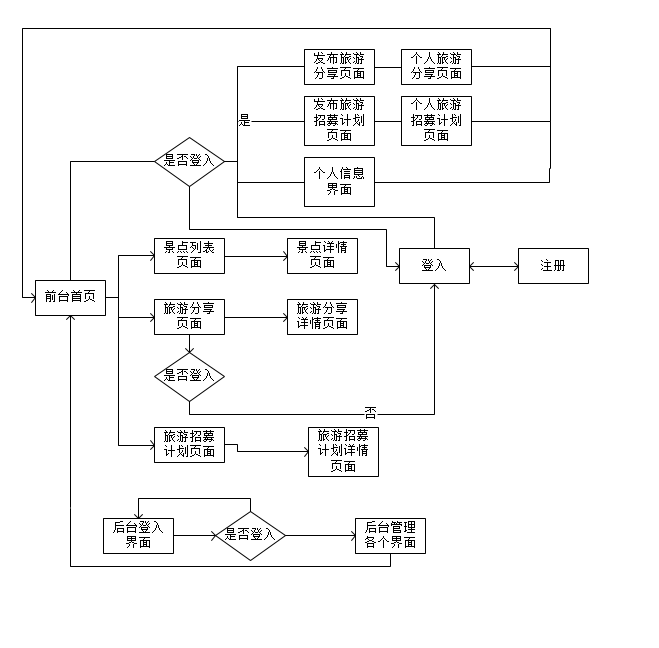 发布旅游
分享页面
个人旅游
分享页面
发布旅游
招募计划
页面
个人旅游
招募计划
页面
是
是否登入
个人信息
界面
景点列表
页面
景点详情
页面
登入
注册
前台首页
旅游分享
页面
旅游分享
详情页面
是否登入
否
旅游招募
计划页面
旅游招募
计划详情
页面
后台登入
界面
是否登入
后台管理
各个界面